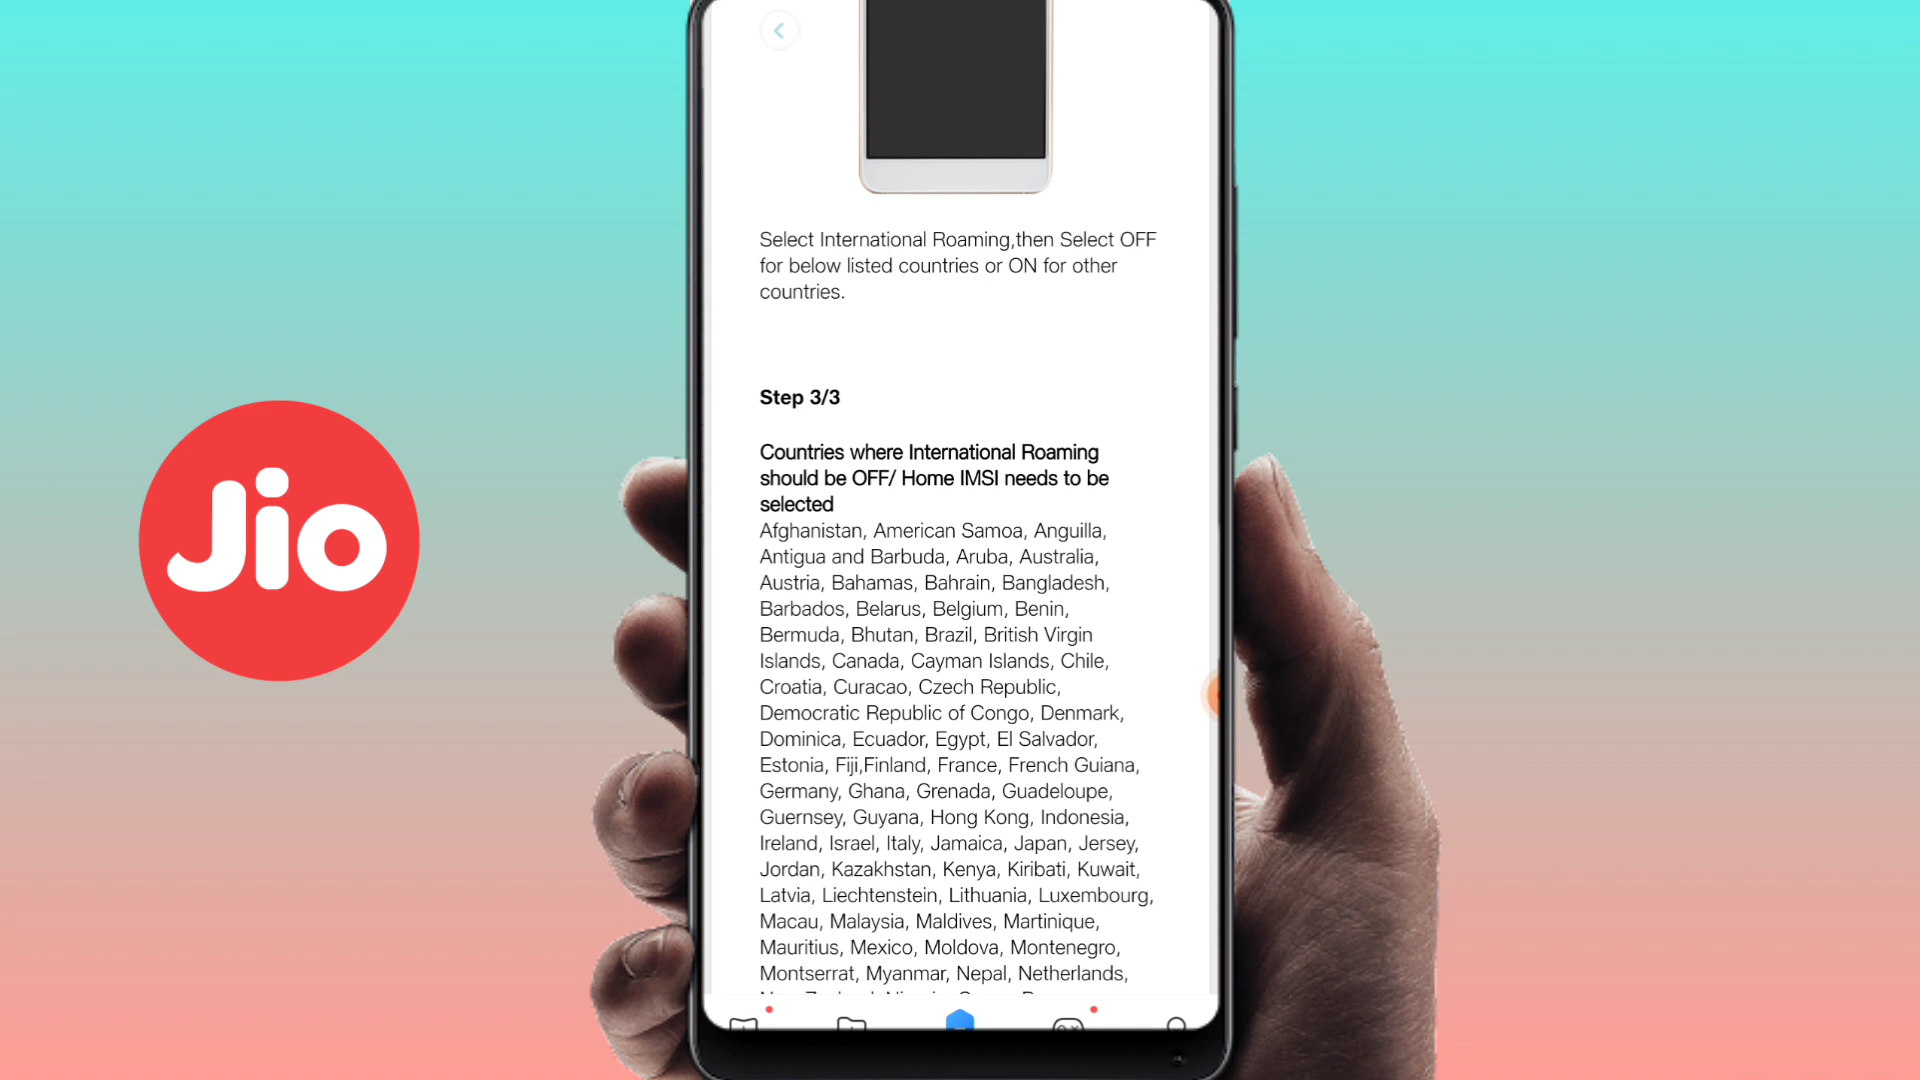 Jio
Select International Roaming,then Select OFF
for below listed countries or ON for other
countries.
Step 3/3
Countries where International Roaming
should be OFF/ Home IMSI needs to be
selected
Afghanistan, American Samoa, Anguilla,
Antigua and Barbuda, Aruba, Australia,
Austria, Bahamas, Bahrain, Bangladesh,
Barbados, Belarus, Belgium, Benin,
Bermuda, Bhutan, Brazil, British Virgin
Islands, Canada, Cayman Islands, Chile,
Croatia, Curacao, Czech Republic,
Democratic Republic of Congo, Denmark,
Dominica, Ecuador, Egypt, El Salvador,
Estonia, Fiji,Finland, France, French Guiana,
Germany, Ghana, Grenada, Guadeloupe,
Guernsey, Guyana, Hong Kong, Indonesia,
Ireland, Israel, Italy, Jamaica, Japan, Jersey,
Jordan, Kazakhstan, Kenya, Kiribati, Kuwait,
Latvia, Liechtenstein, Lithuania, Luxembourg,
Macau, Malaysia, Maldives, Martinique,
Mauritius, Mexico, Moldova, Montenegro,
Montserrat, Myanmar, Nepal, Netherlands,